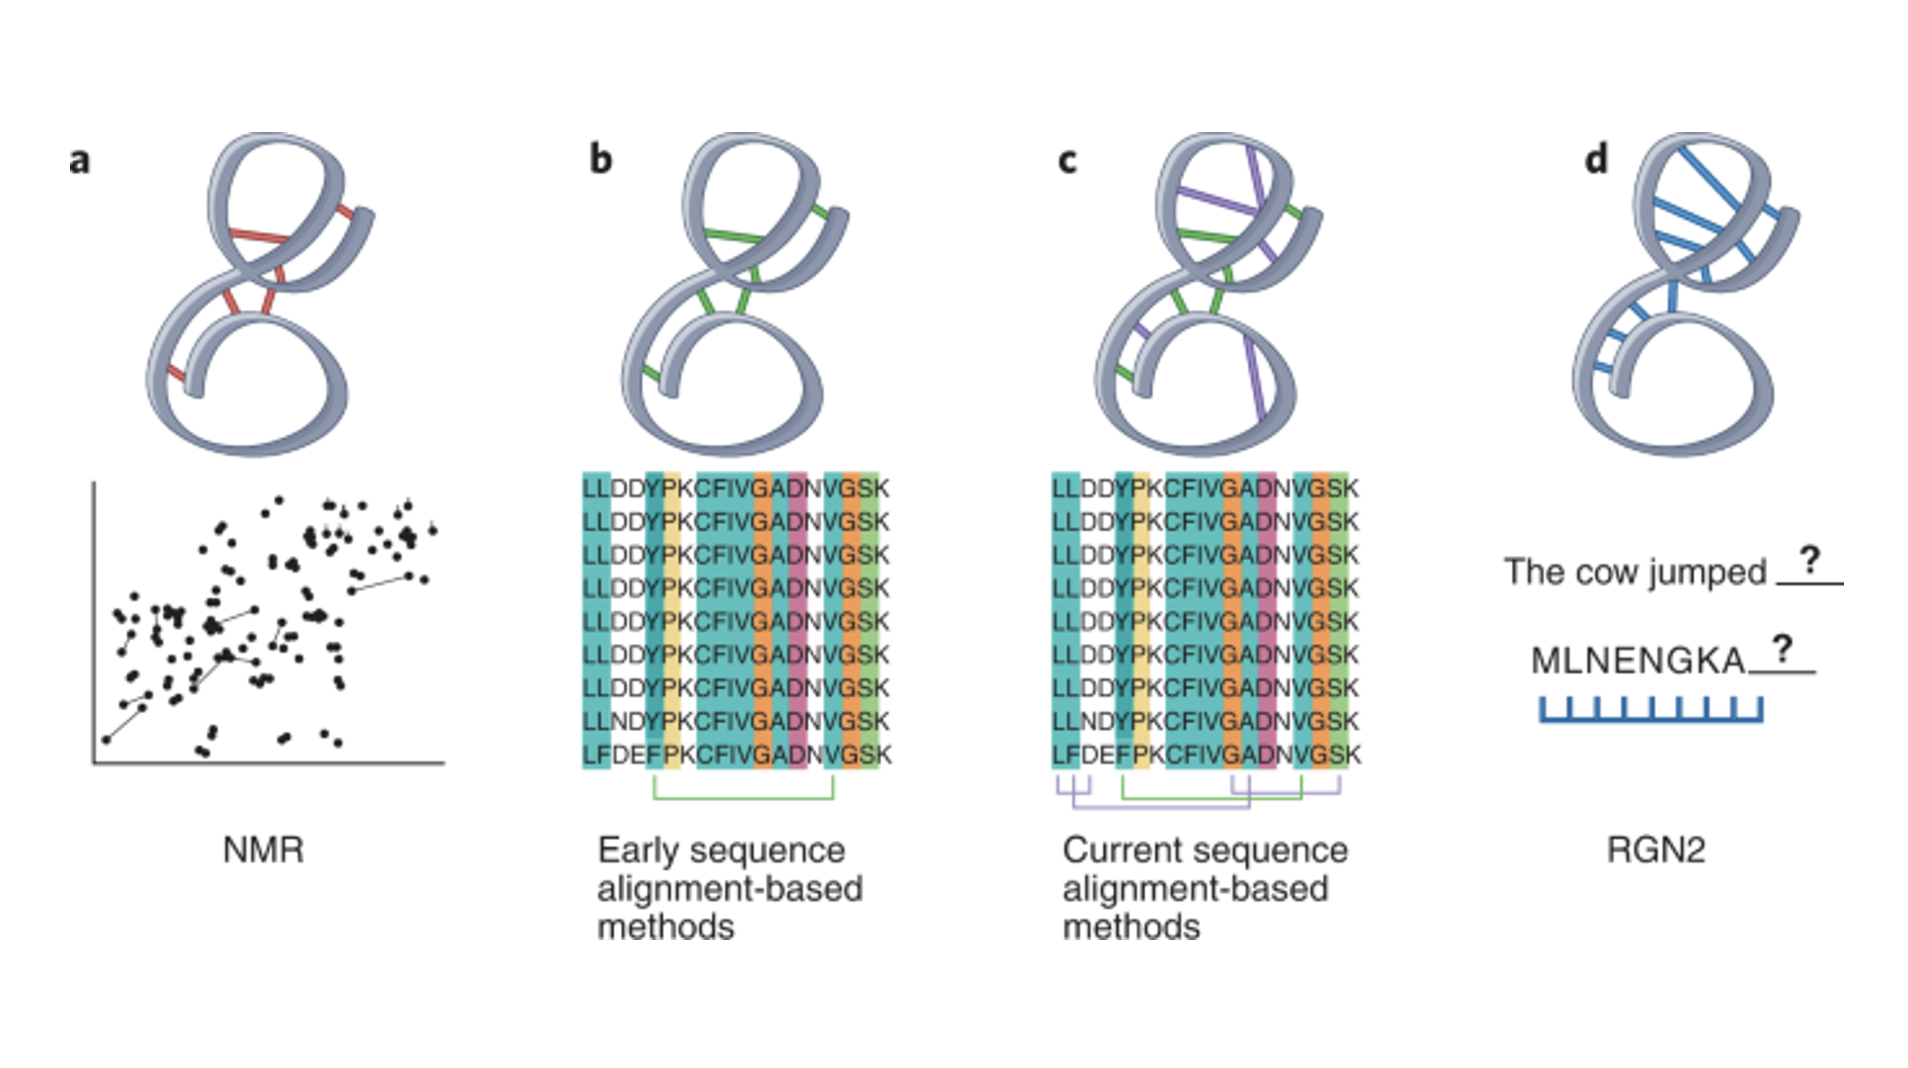 a
b
c
d
LLDDYPKCFIVGADNVGSK
LLDDYPKCFIVGADNVGSK
LLDDYPKCFIVGADNVGSK
LLDDYPKCFIVGADNVGSK
LLDDYPKCFIVGADNVGSK
LLDDYPKCFIVGADNVGSK
LLDDYPKCFIVGADNVGSK
LLNDYPKCFIVGADNVGSK
LFDEFPKCFIVGADNVGSK
LLDDYPKCFIVGADNVGSK
LLDDYPKCFIVGADNVGSK
LLDDYPKCFIVGADNVGSK
LLDDYPKCFIVGADNVGSK
LLDDYPKCFIVGADNVGSK
LLDDYPKCFIVGADNVGSK
LLDDYPKCFIVGADNVGSK
LLNDYPKCFIVGADNVGSK
LFDEFPKCFIVGADNVGSK
The cow jumped ?
MLNENGKA ?
NMR
Early sequence
alignment-based
methods
Current sequence
alignment-based
methods
RGN2